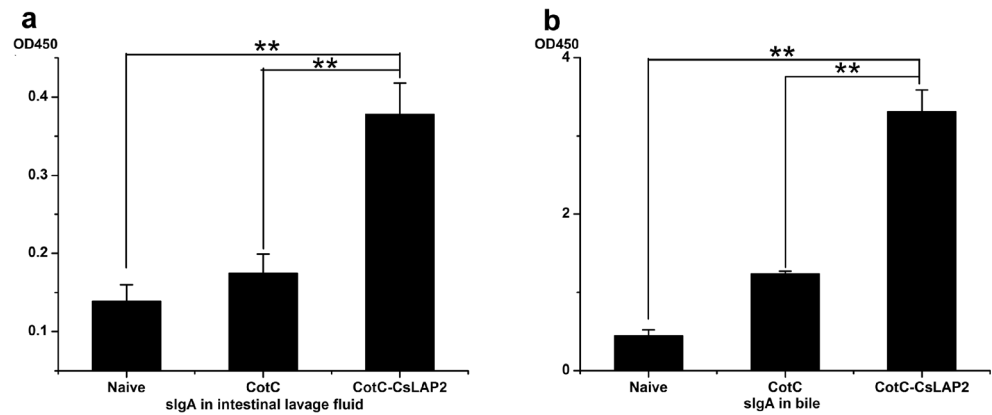 a
OD450
**
**
0.4
0.3
0.2
0.1
Naive CotC CotC-CsLAP2
sIgA in intestinal lavage fluid
b
OD450
**
**
4
2
0
Naive CotC CotC-CsLAP2
sIgA in bile